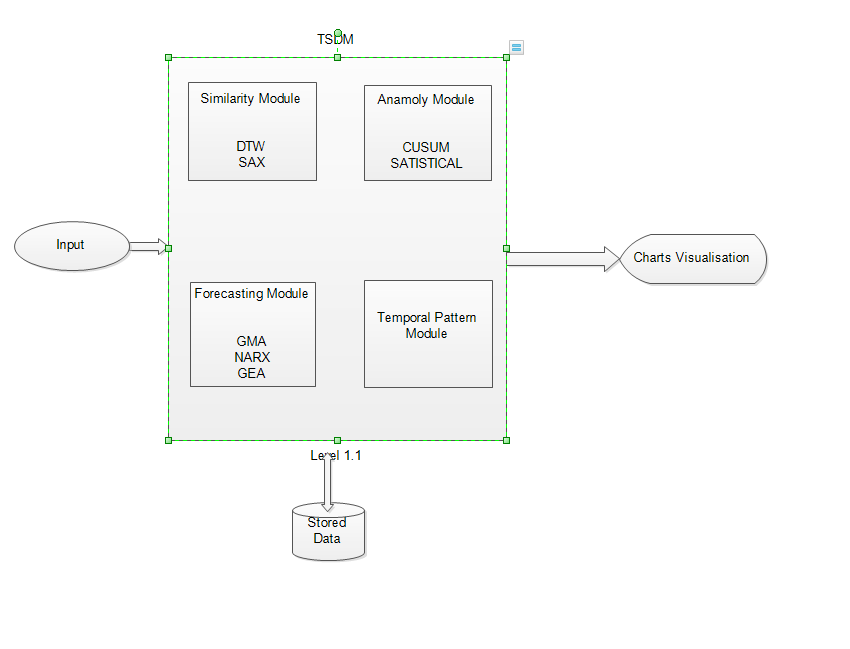 TSDM
Similarity Module
DTW
SAX
Anamoly Module
CUSUM
SATISTICAL
Input
Charts Visualisation
Forecasting Module
GMA
NARX
GEA
Temporal Pattern
Module
Level 1.1
Stored
Data